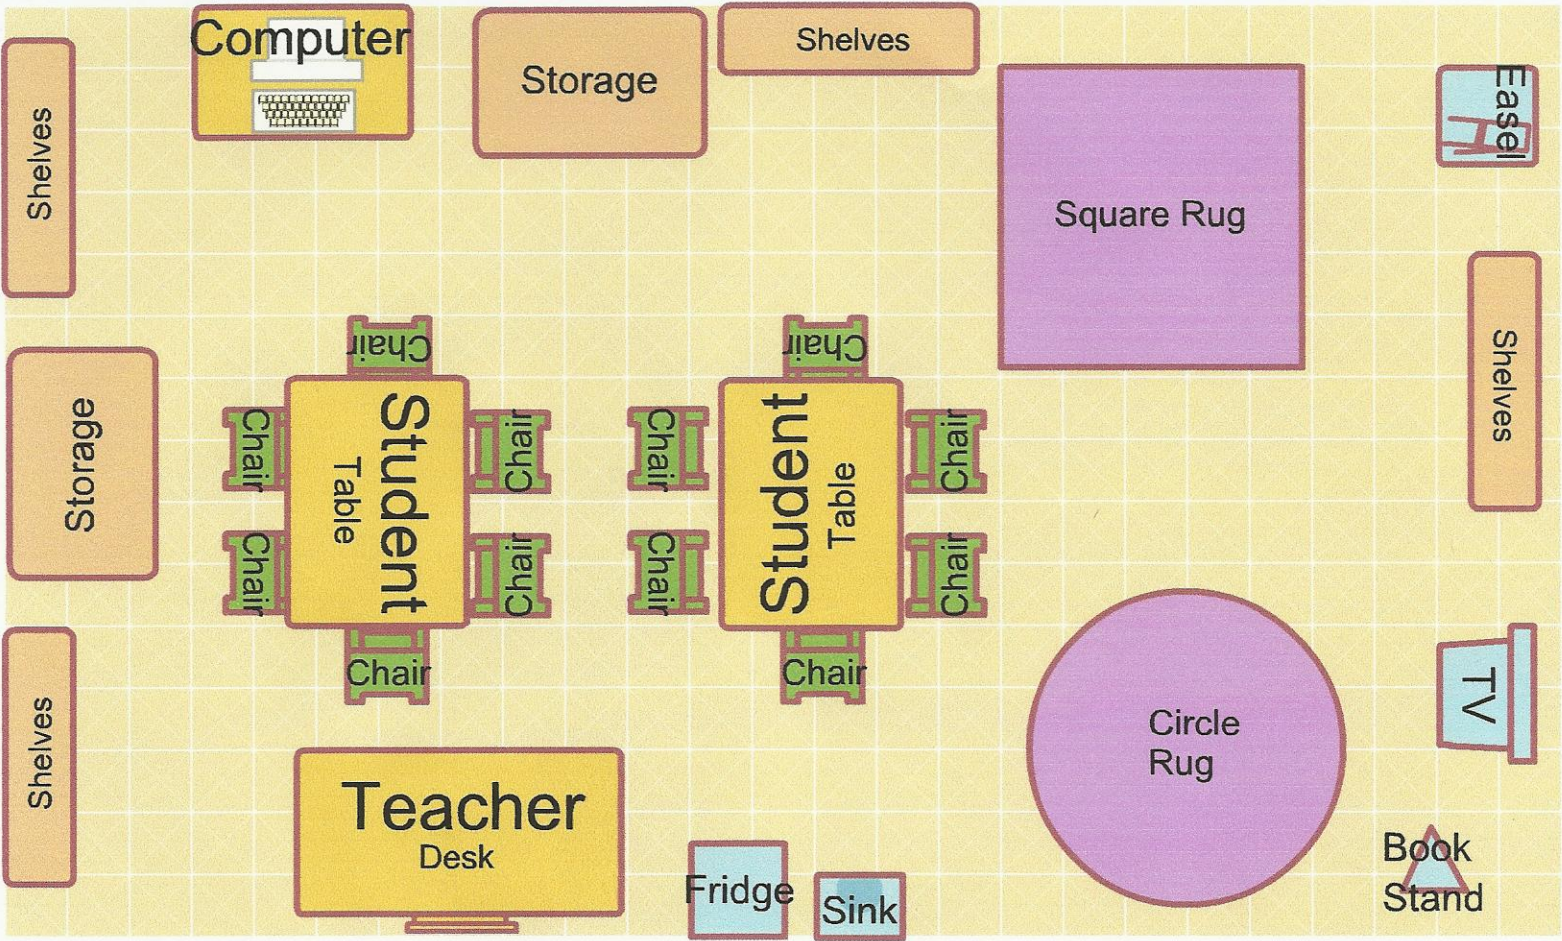 Computer
Storage
Shelves
Easel
Shelves
Square Rug
Shelves
Chair
Chair
Storage
Chair
Student
Table
Chair
Chair
Student
Table
Chair
Chair
Chair
Chair
Chair
Chair
Chair
Shelves
TV
Circle
Rug
Shelves
Teacher
Desk
Fridge
Sink
Book
Stand